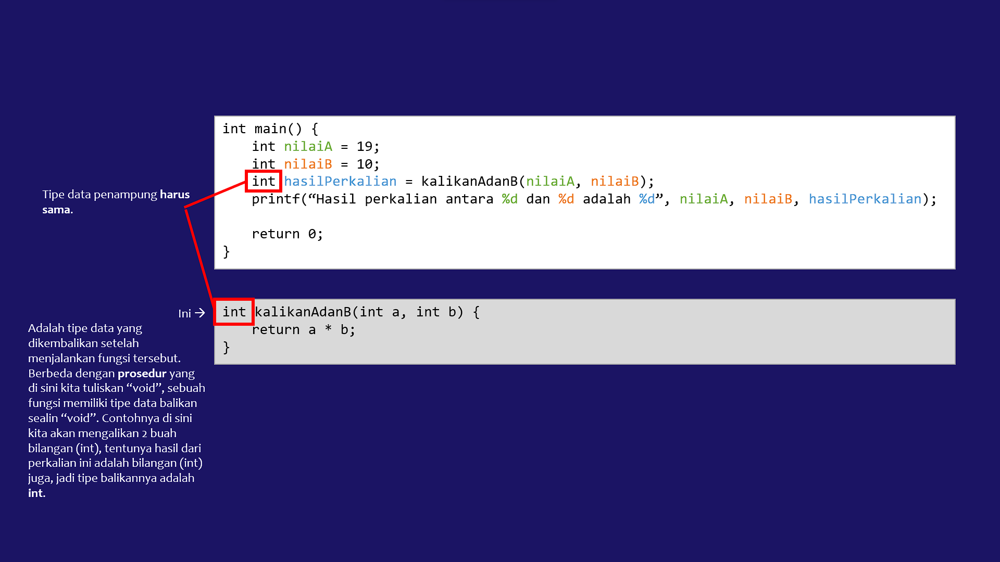 int main() {
int nilaiA = 19;
int nilaiB = 10;
int hasilPerkalian = kalikanAdanB(nilaiA, nilaiB);
printf(“Hasil perkalian antara %d dan %d adalah %d”, nilaiA, nilaiB, hasilPerkalian);
return 0;
}
Tipe data penampung harus
sama.
int kalikanAdanB(int a, int b) {
return a * b;
}
Ini →
Adalah tipe data yang
dikembalikan setelah
menjalankan fungsi tersebut.
Berbeda dengan prosedur yang
di sini kita tuliskan “void”, sebuah
fungsi memiliki tipe data balikan
sealin “void”. Contohnya di sini
kita akan mengalikan 2 buah
bilangan (int), tentunya hasil dari
perkalian ini adalah bilangan (int)
juga, jadi tipe balikannya adalah
int.